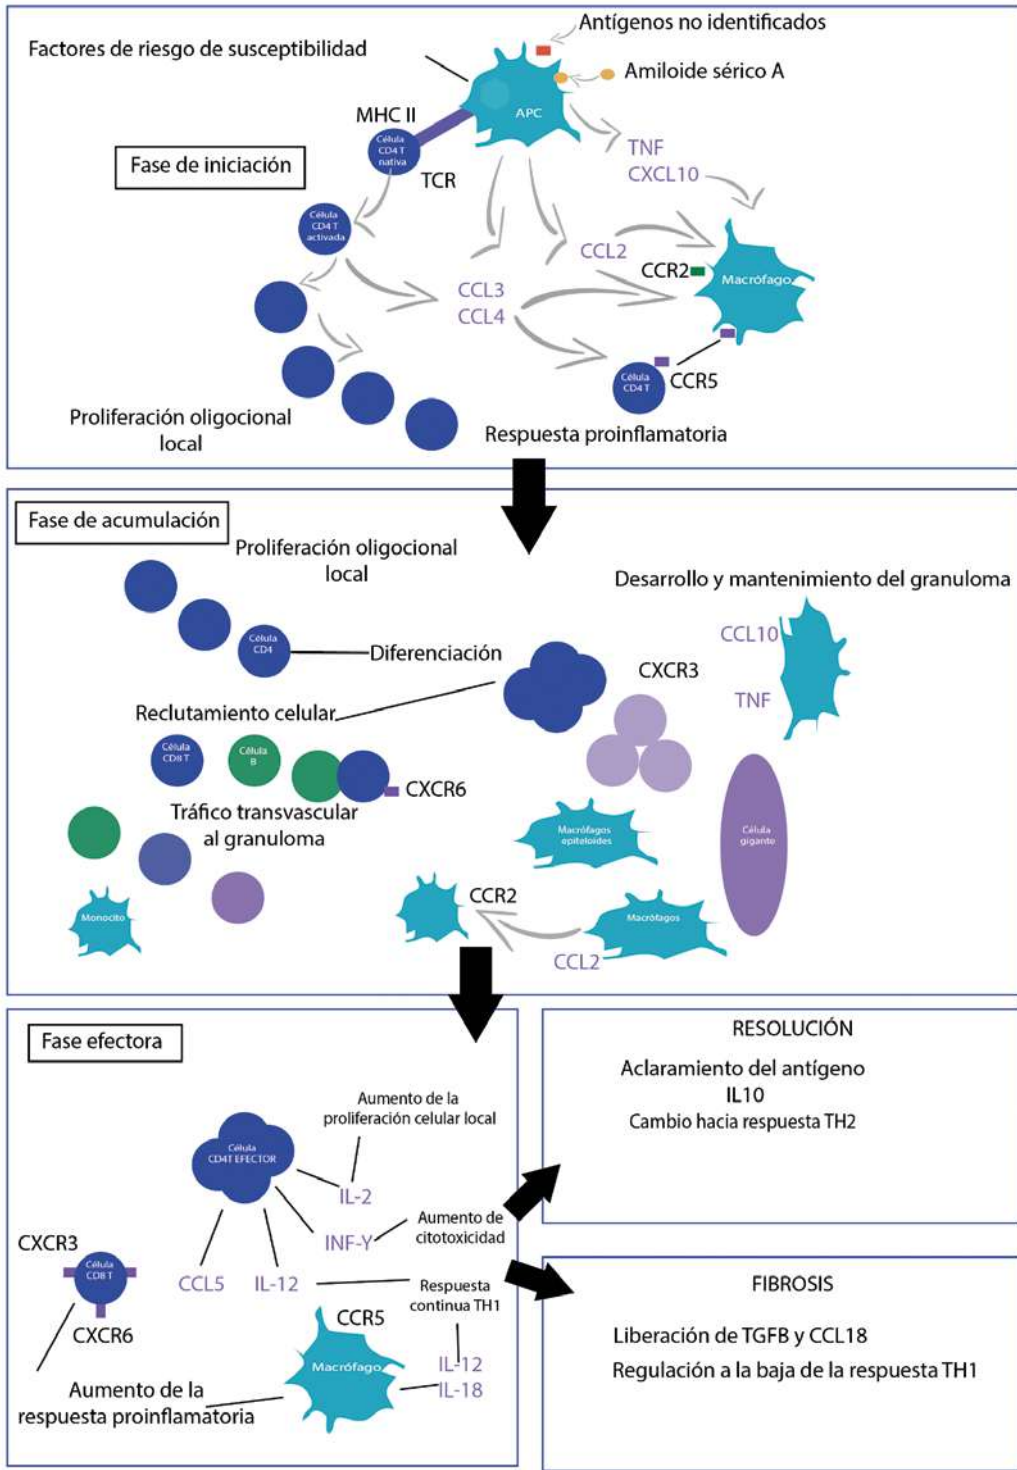 Antígenos no identificados
Factores de riesgo de susceptibilidad
Amiloide sérico A
APC
MHC II
Célula
CD4 T
nativa
TCR
TNF
CXCL10
Fase de iniciación
Célula
CD4 T
activada
CCL2
CCR2
Macrófago
CCL3
CCL4
Célula
CD4 T
CCR5
Proliferación oligocional
local
Respuesta proinflamatoria
Fase de acumulación
Proliferación oligocional
local
Desarrollo y mantenimiento del granuloma
CCL10
Célula
CD4
Diferenciación
CXCR3
TNF
Reclutamiento celular
Célula
CD8 T
Célula
B
CXCR6
Tráfico transvascular
al granuloma
Macrófagos
epiteloides
Célula
gigante
Monocito
CCR2
Macrófagos
CCL2
Fase efectora
Aumento de la
proliferación celular local
Célula
CD4T EFECTOR
IL-2
INF-Y
Aumento de
citotoxicidad
CXCR3
Célula
CD8 T
CXCR6
CCL5
IL-12
Respuesta
continua TH1
CCR5
Macrófago
IL-12
IL-18
Aumento de la
respuesta proinflamatoria
RESOLUCIÓN
Aclaramiento del antígeno
IL10
Cambio hacia respuesta TH2
FIBROSIS
Liberación de TGFB y CCL18
Regulación a la baja de la respuesta TH1